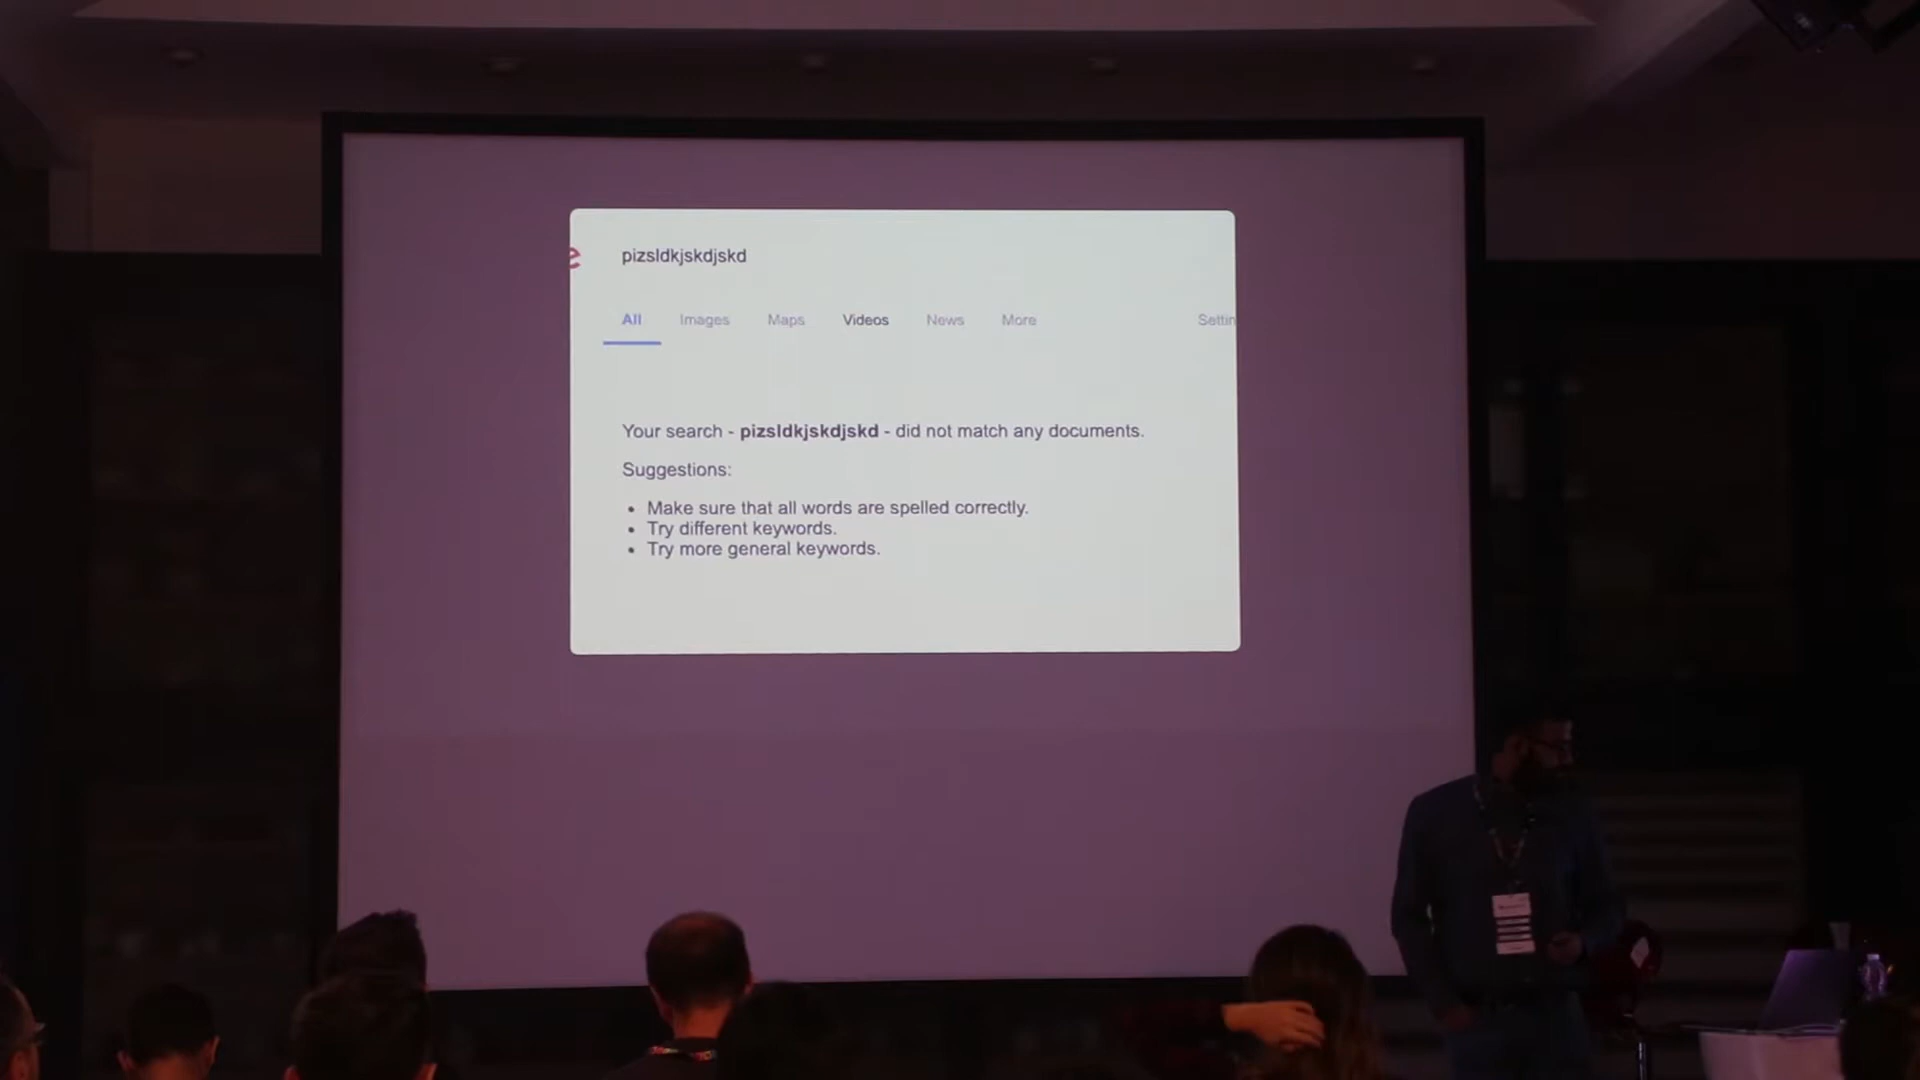 e pizsldkjskdjskd
All Images Maps Videos News More Settin
Your search - pizsldkjskdjskd - did not match any documents.
Suggestions:
• Make sure that all words are spelled correctly.
• Try different keywords.
• Try more general keywords.